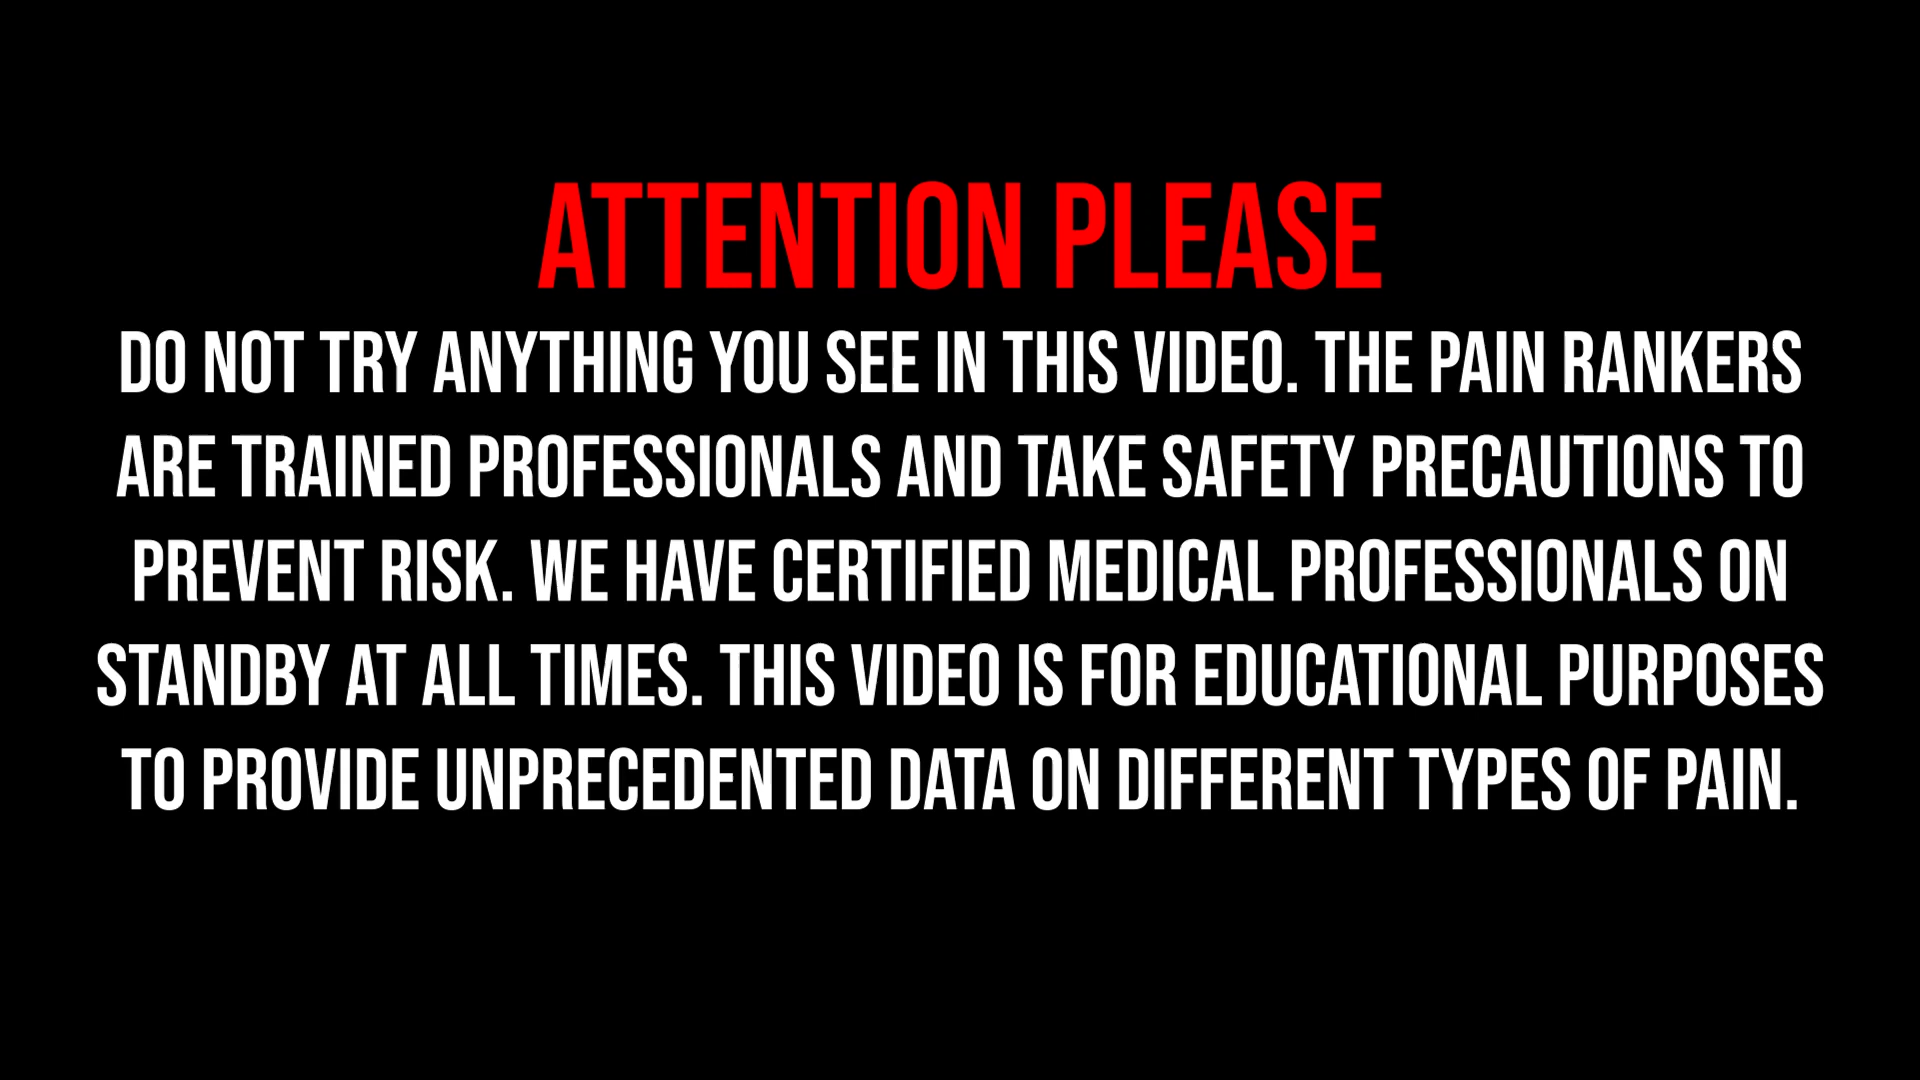 ATTENTION PLEASE
DO NOT TRY ANYTHING YOU SEE IN THIS VIDEO. THE PAIN RANKERS
ARE TRAINED PROFESSIONALS AND TAKE SAFETY PRECAUTIONS TO
PREVENT RISK. WE HAVE CERTIFIED MEDICAL PROFESSIONALS ON
STANDBY AT ALL TIMES. THIS VIDEO IS FOR EDUCATIONAL PURPOSES
TO PROVIDE UNPRECEDENTED DATA ON DIFFERENT TYPES OF PAIN.